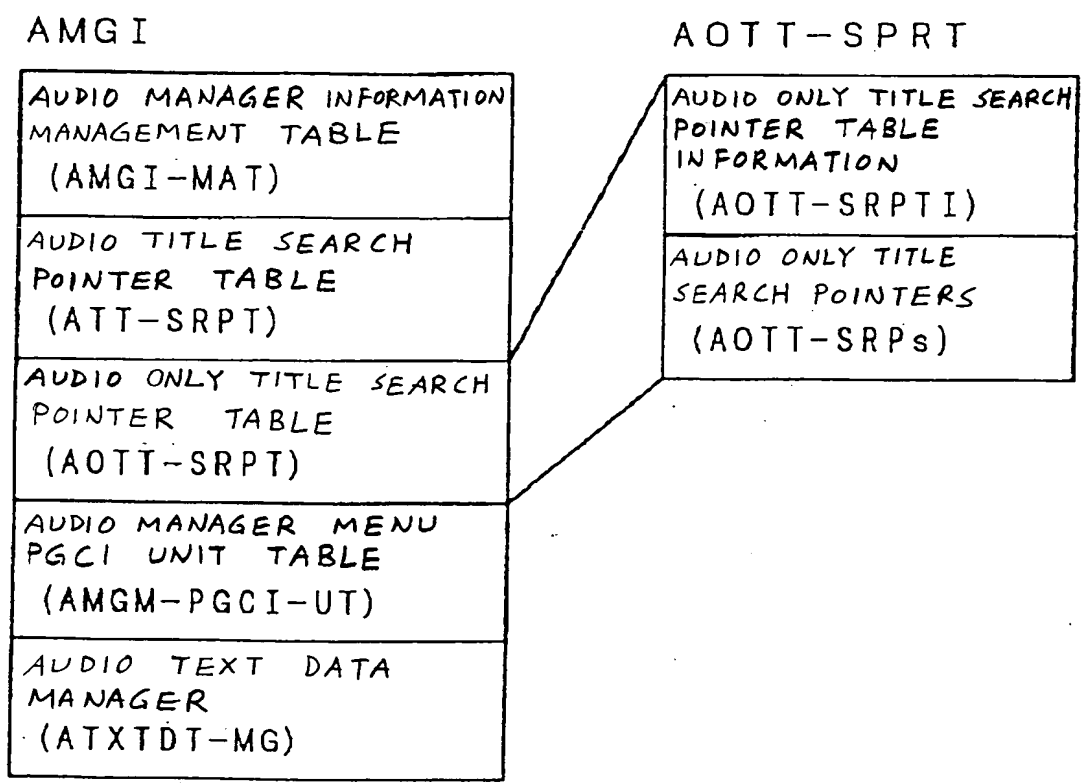 AMGI
AUDIO MANAGER INFORMATION
MANAGEMENT TABLE
(AMGI-MAT)
AUDIO TITLE SEARCH
POINTER TABLE
(ATT-SRPT)
AUDIO ONLY TITLE SEARCH
POINTER TABLE
(AOTT-SRPT)
AUDIO MANAGER MENU
PGCI UNIT TABLE
(AMGM-PGCI-UT)
AUDIO TEXT DATA
MANAGER
(ATXTDT-MG)
AOTT-SPRT
AUDIO ONLY TITLE SEARCH
POINTER TABLE
INFORMATION
(AOTT-SRPTI)
AUDIO ONLY TITLE
SEARCH POINTERS
(AOTT-SRPs)